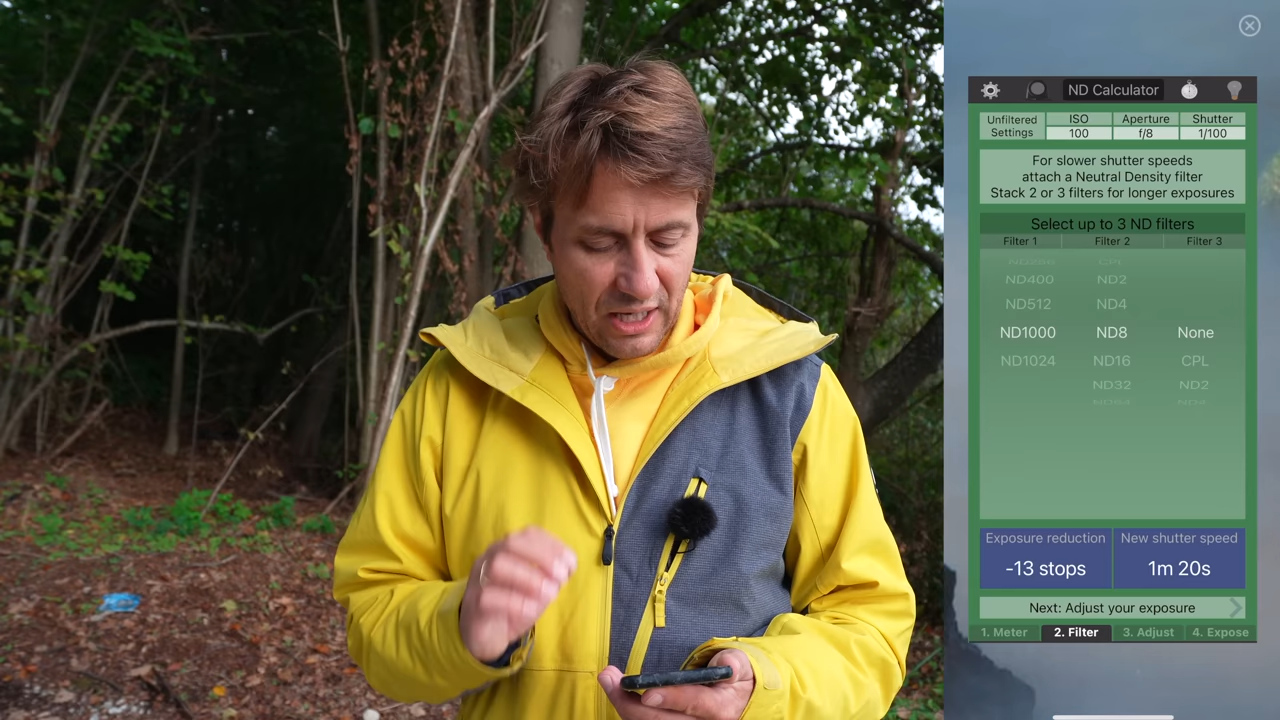 ND Calculator
Unfiltered Settings
ISO
100
Aperture
f/8
Shutter
1/100
For slower shutter speeds
attach a Neutral Density filter
Stack 2 or 3 filters for longer exposures
Select up to 3 ND filters
Filter 1 Filter 2 Filter 3
CPL
ND400 ND2
ND512 ND4
ND1000 ND8 None
ND1024 ND16 CPL
ND32 ND2
Exposure reduction
-13 stops
New shutter speed
1m 20s
Next: Adjust your exposure
1. Meter 2. Filter 3. Adjust 4. Expose